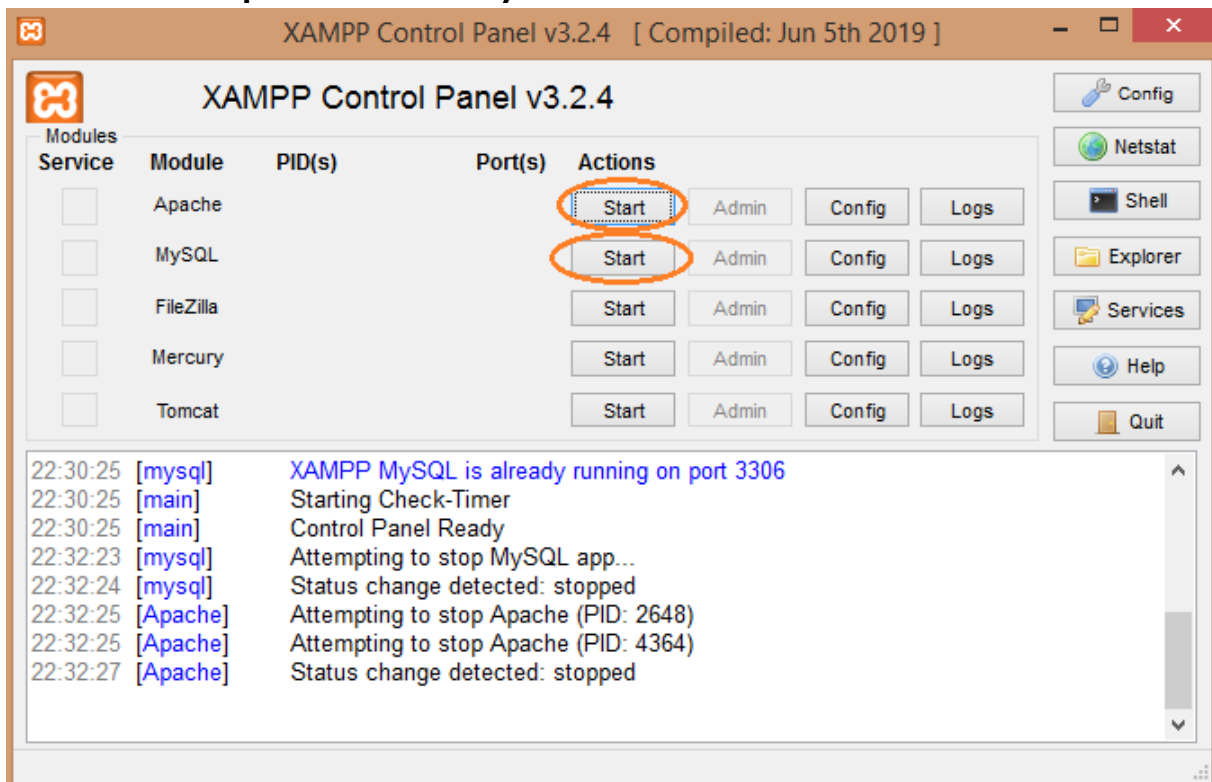 XAMPP Control Panel v3.2.4 [ Compiled: Jun 5th 2019 ]
XAMPP Control Panel v3.2.4
Config
Modules
Service Module PID(s) Port(s) Actions
Netstat
Apache Start Admin Config Logs
Shell
MySQL Start Admin Config Logs
Explorer
FileZilla Start Admin Config Logs
Services
Mercury Start Admin Config Logs
Help
Tomcat Start Admin Config Logs
Quit
22:30:25 [mysql] XAMPP MySQL is already running on port 3306
22:30:25 [main] Starting Check-Timer
22:30:25 [main] Control Panel Ready
22:32:23 [mysql] Attempting to stop MySQL app...
22:32:24 [mysql] Status change detected: stopped
22:32:25 [Apache] Attempting to stop Apache (PID: 2648)
22:32:25 [Apache] Attempting to stop Apache (PID: 4364)
22:32:27 [Apache] Status change detected: stopped